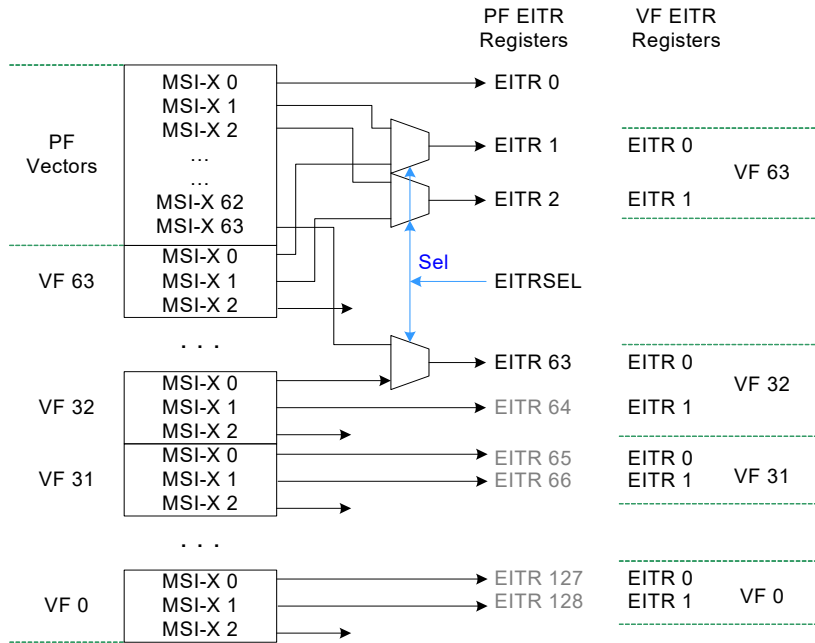 PF EITR Registers
VF EITR Registers
PF Vectors
MSI-X 0
MSI-X 1
MSI-X 2
...
...
MSI-X 62
MSI-X 63
EITR 0
EITR 1
EITR 2
EITR 0
EITR 1
VF 63
VF 63
MSI-X 0
MSI-X 1
MSI-X 2
Sel
EITRSEL
. . .
EITR 63
EITR 0
VF 32
MSI-X 0
MSI-X 1
MSI-X 2
EITR 64
EITR 1
VF 32
VF 31
MSI-X 0
MSI-X 1
MSI-X 2
EITR 65
EITR 66
EITR 0
EITR 1
VF 31
. . .
VF 0
MSI-X 0
MSI-X 1
MSI-X 2
EITR 127
EITR 128
EITR 0
EITR 1
VF 0